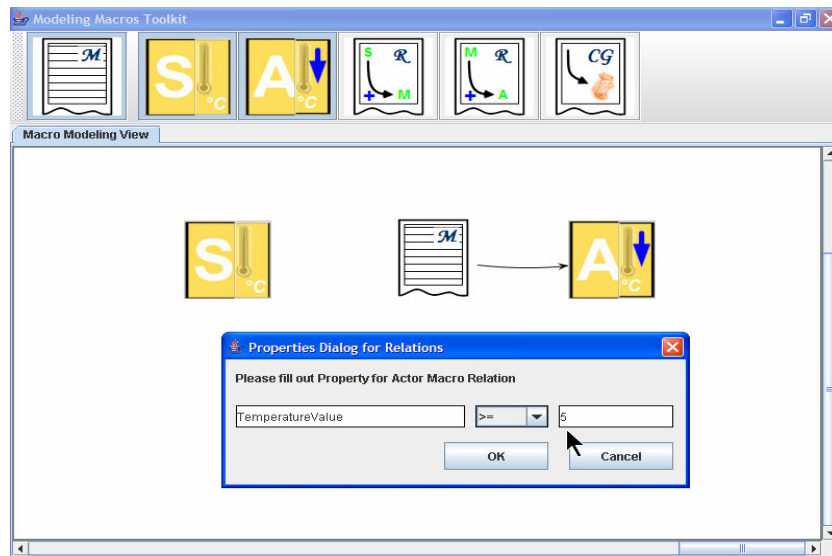 Modeling Macros Toolkit
M
S °C
A °C
S R
+ M
M R
+ A
CG
Macro Modeling View
S °C
M
A °C
Properties Dialog for Relations
Please fill out Property for Actor Macro Relation
TemperatureValue >= 5
OK Cancel